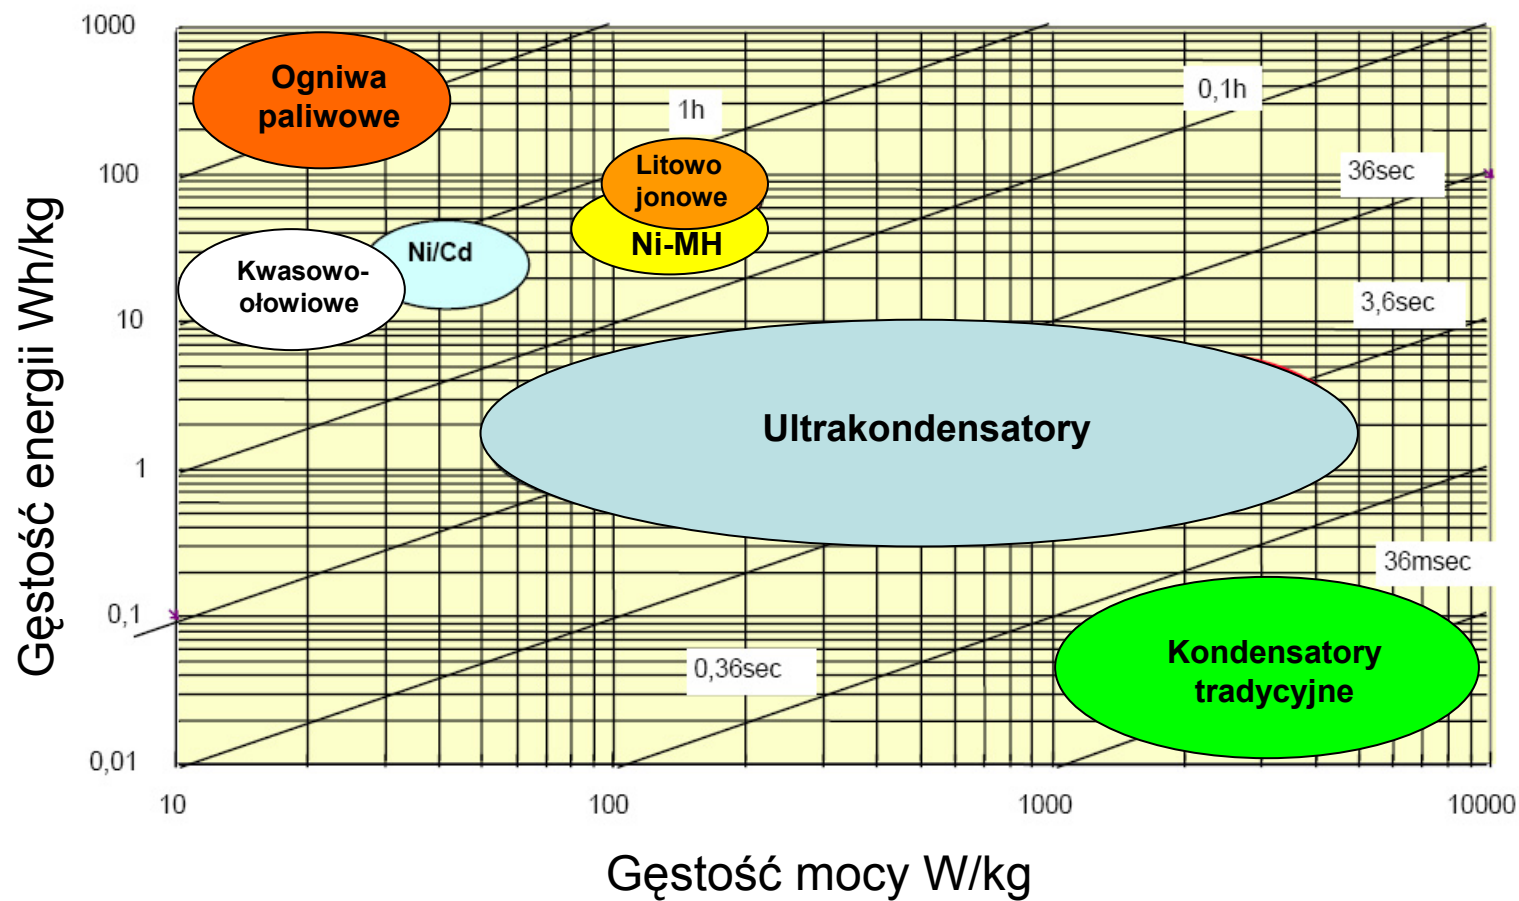 1000
Ogniwa
paliwowe
1h
0,1h
Litowo
jonowe
100
36sec
Ni/Cd
Ni-MH
Kwasowo-
ołowiowe
10
3,6sec
Ultrakondensatory
1
36msec
0,1
Kondensatory
tradycyjne
0,36sec
0,01
10
100
1000
10000
Gęstość energii Wh/kg
Gęstość mocy W/kg